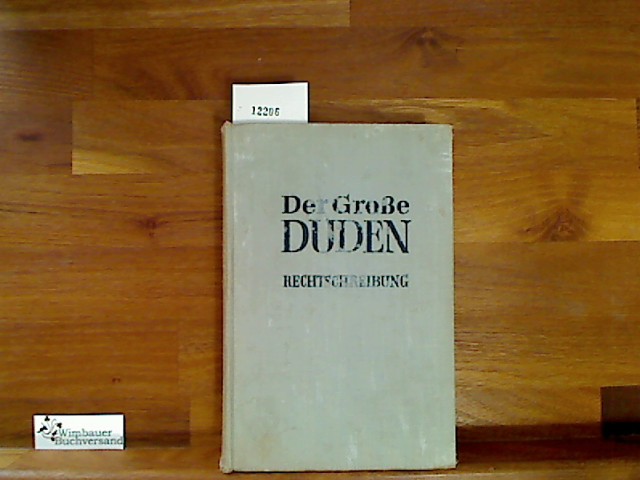 12206
Der Große
DUDEN
RECHTSCHREIBUNG
Wimbauer
Buchversand